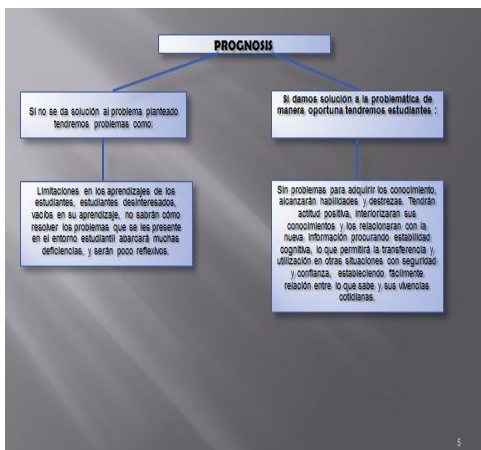 PROGNOSIS
Si no se da solución al problema planteado
tendremos problemas como:
Si damos solución a la problemática de
manera oportuna tendremos estudiantes :
Limitaciones en los aprendizajes de los
estudiantes, estudiantes desinteresados,
vacíos en su aprendizaje, no sabrán cómo
resolver los problemas que se les presente
en el entorno estudiantil abarcará muchas
deficiencias, y serán poco reflexivos.
Sin problemas para adquirir los conocimiento,
alcanzarán habilidades y destrezas. Tendrán
actitud positiva, interiorizaran sus
conocimientos y los relacionaran con la
nueva información procurando estabilidad
cognitiva, lo que permitirá la transferencia y
utilización en otras situaciones con seguridad
y confianza, estableciendo fácilmente
relación entre lo que sabe y sus vivencias
cotidianas.
5